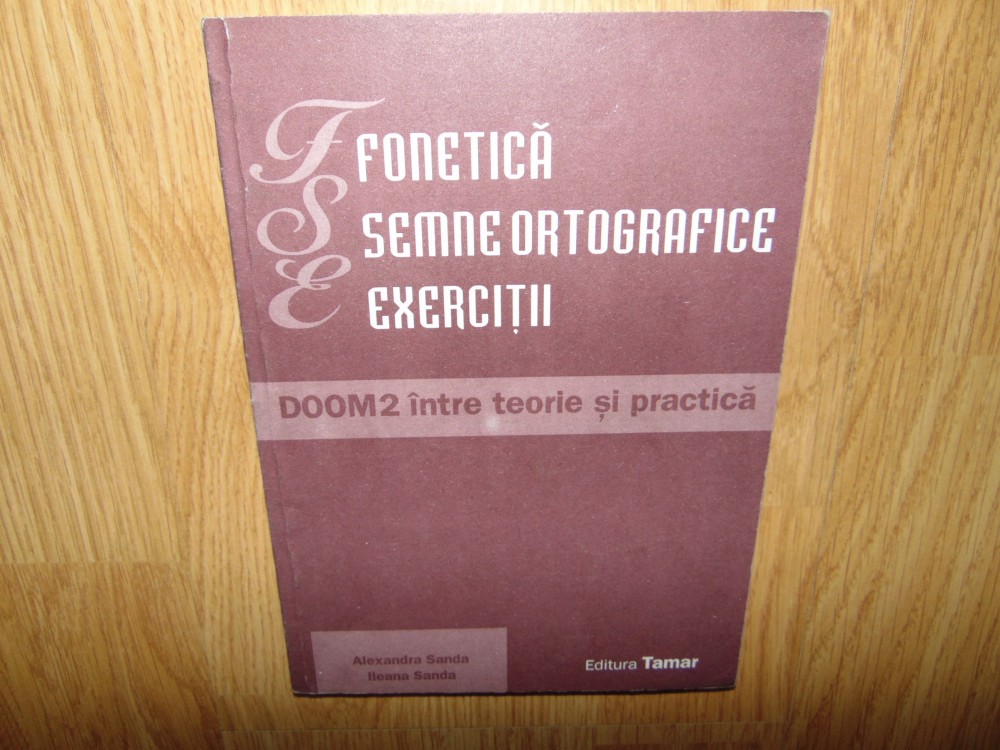 F FONETICĂ
S SEMNE ORTOGRAFICE
E EXERCIȚII
DOOM2 între teorie și practică
Alexandra Sanda
Ileana Sanda
Editura Tamar